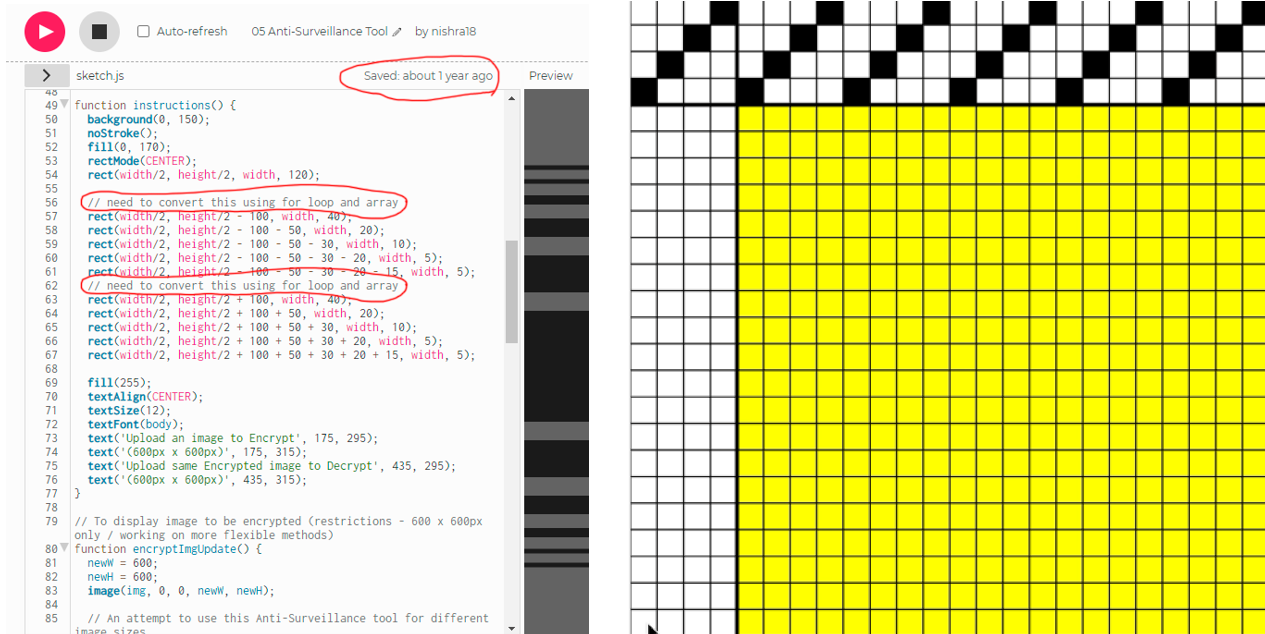 Auto-refresh 05 Anti-Surveillance Tool by nishra18
sketch.js Saved: about 1 year ago Preview
48
49 function instructions() {
50 background(0, 150);
51 noStroke();
52 fill(0, 170);
53 rectMode(CENTER);
54 rect(width/2, height/2, width, 120);
55
56 // need to convert this using for loop and array
57 rect(width/2, height/2 - 100, width, 40);
58 rect(width/2, height/2 - 100 - 50, width, 20);
59 rect(width/2, height/2 - 100 - 50 - 30, width, 10);
60 rect(width/2, height/2 - 100 - 50 - 30 - 20, width, 5);
61 rect(width/2, height/2 - 100 - 50 - 30 - 20 - 15, width, 5);
62 // need to convert this using for loop and array
63 rect(width/2, height/2 + 100, width, 40);
64 rect(width/2, height/2 + 100 + 50, width, 20);
65 rect(width/2, height/2 + 100 + 50 + 30, width, 10);
66 rect(width/2, height/2 + 100 + 50 + 30 + 20, width, 5);
67 rect(width/2, height/2 + 100 + 50 + 30 + 20 + 15, width, 5);
68
69 fill(255);
70 textAlign(CENTER);
71 textSize(12);
72 textFont(body);
73 text('Upload an image to Encrypt', 175, 295);
74 text('(600px x 600px)', 175, 315);
75 text('Upload same Encrypted image to Decrypt', 435, 295);
76 text('(600px x 600px)', 435, 315);
77 }
78
79 // To display image to be encrypted (restrictions - 600 x 600px
only / working on more flexible methods)
80 function encryptImgUpdate() {
81 newW = 600;
82 newH = 600;
83 image(img, 0, 0, newW, newH);
84
85 // An attempt to use this Anti-Surveillance tool for different
image sizes